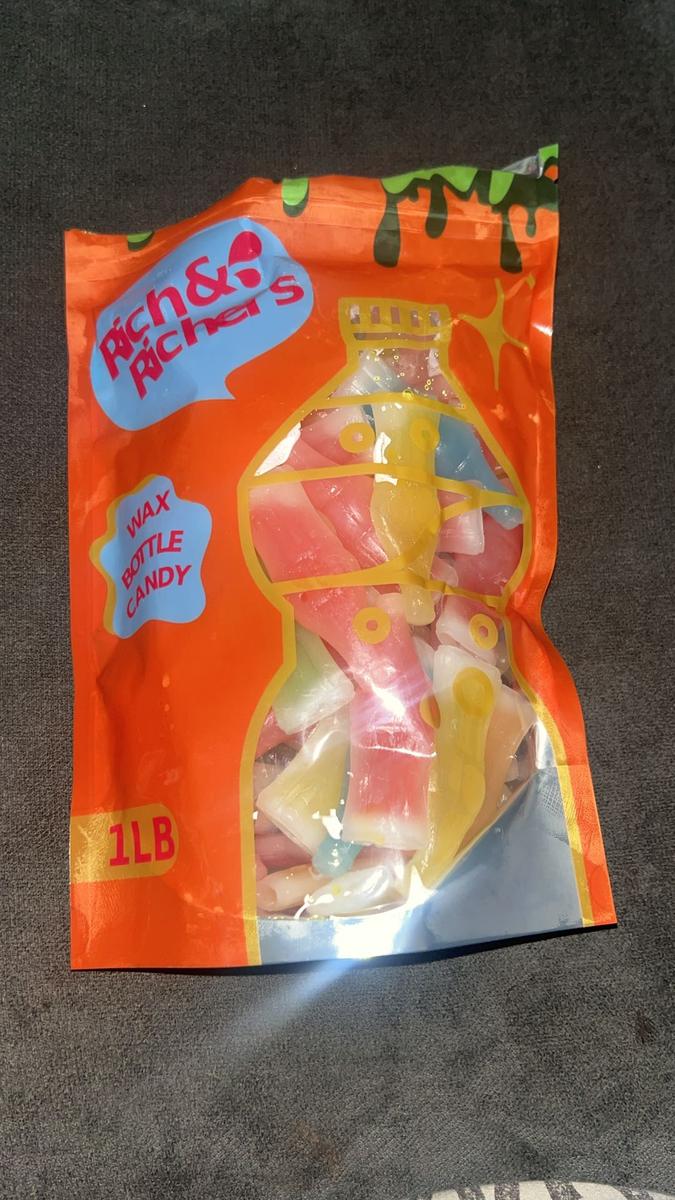 Rich &
Richers
WAX
BOTTLE
CANDY
1LB